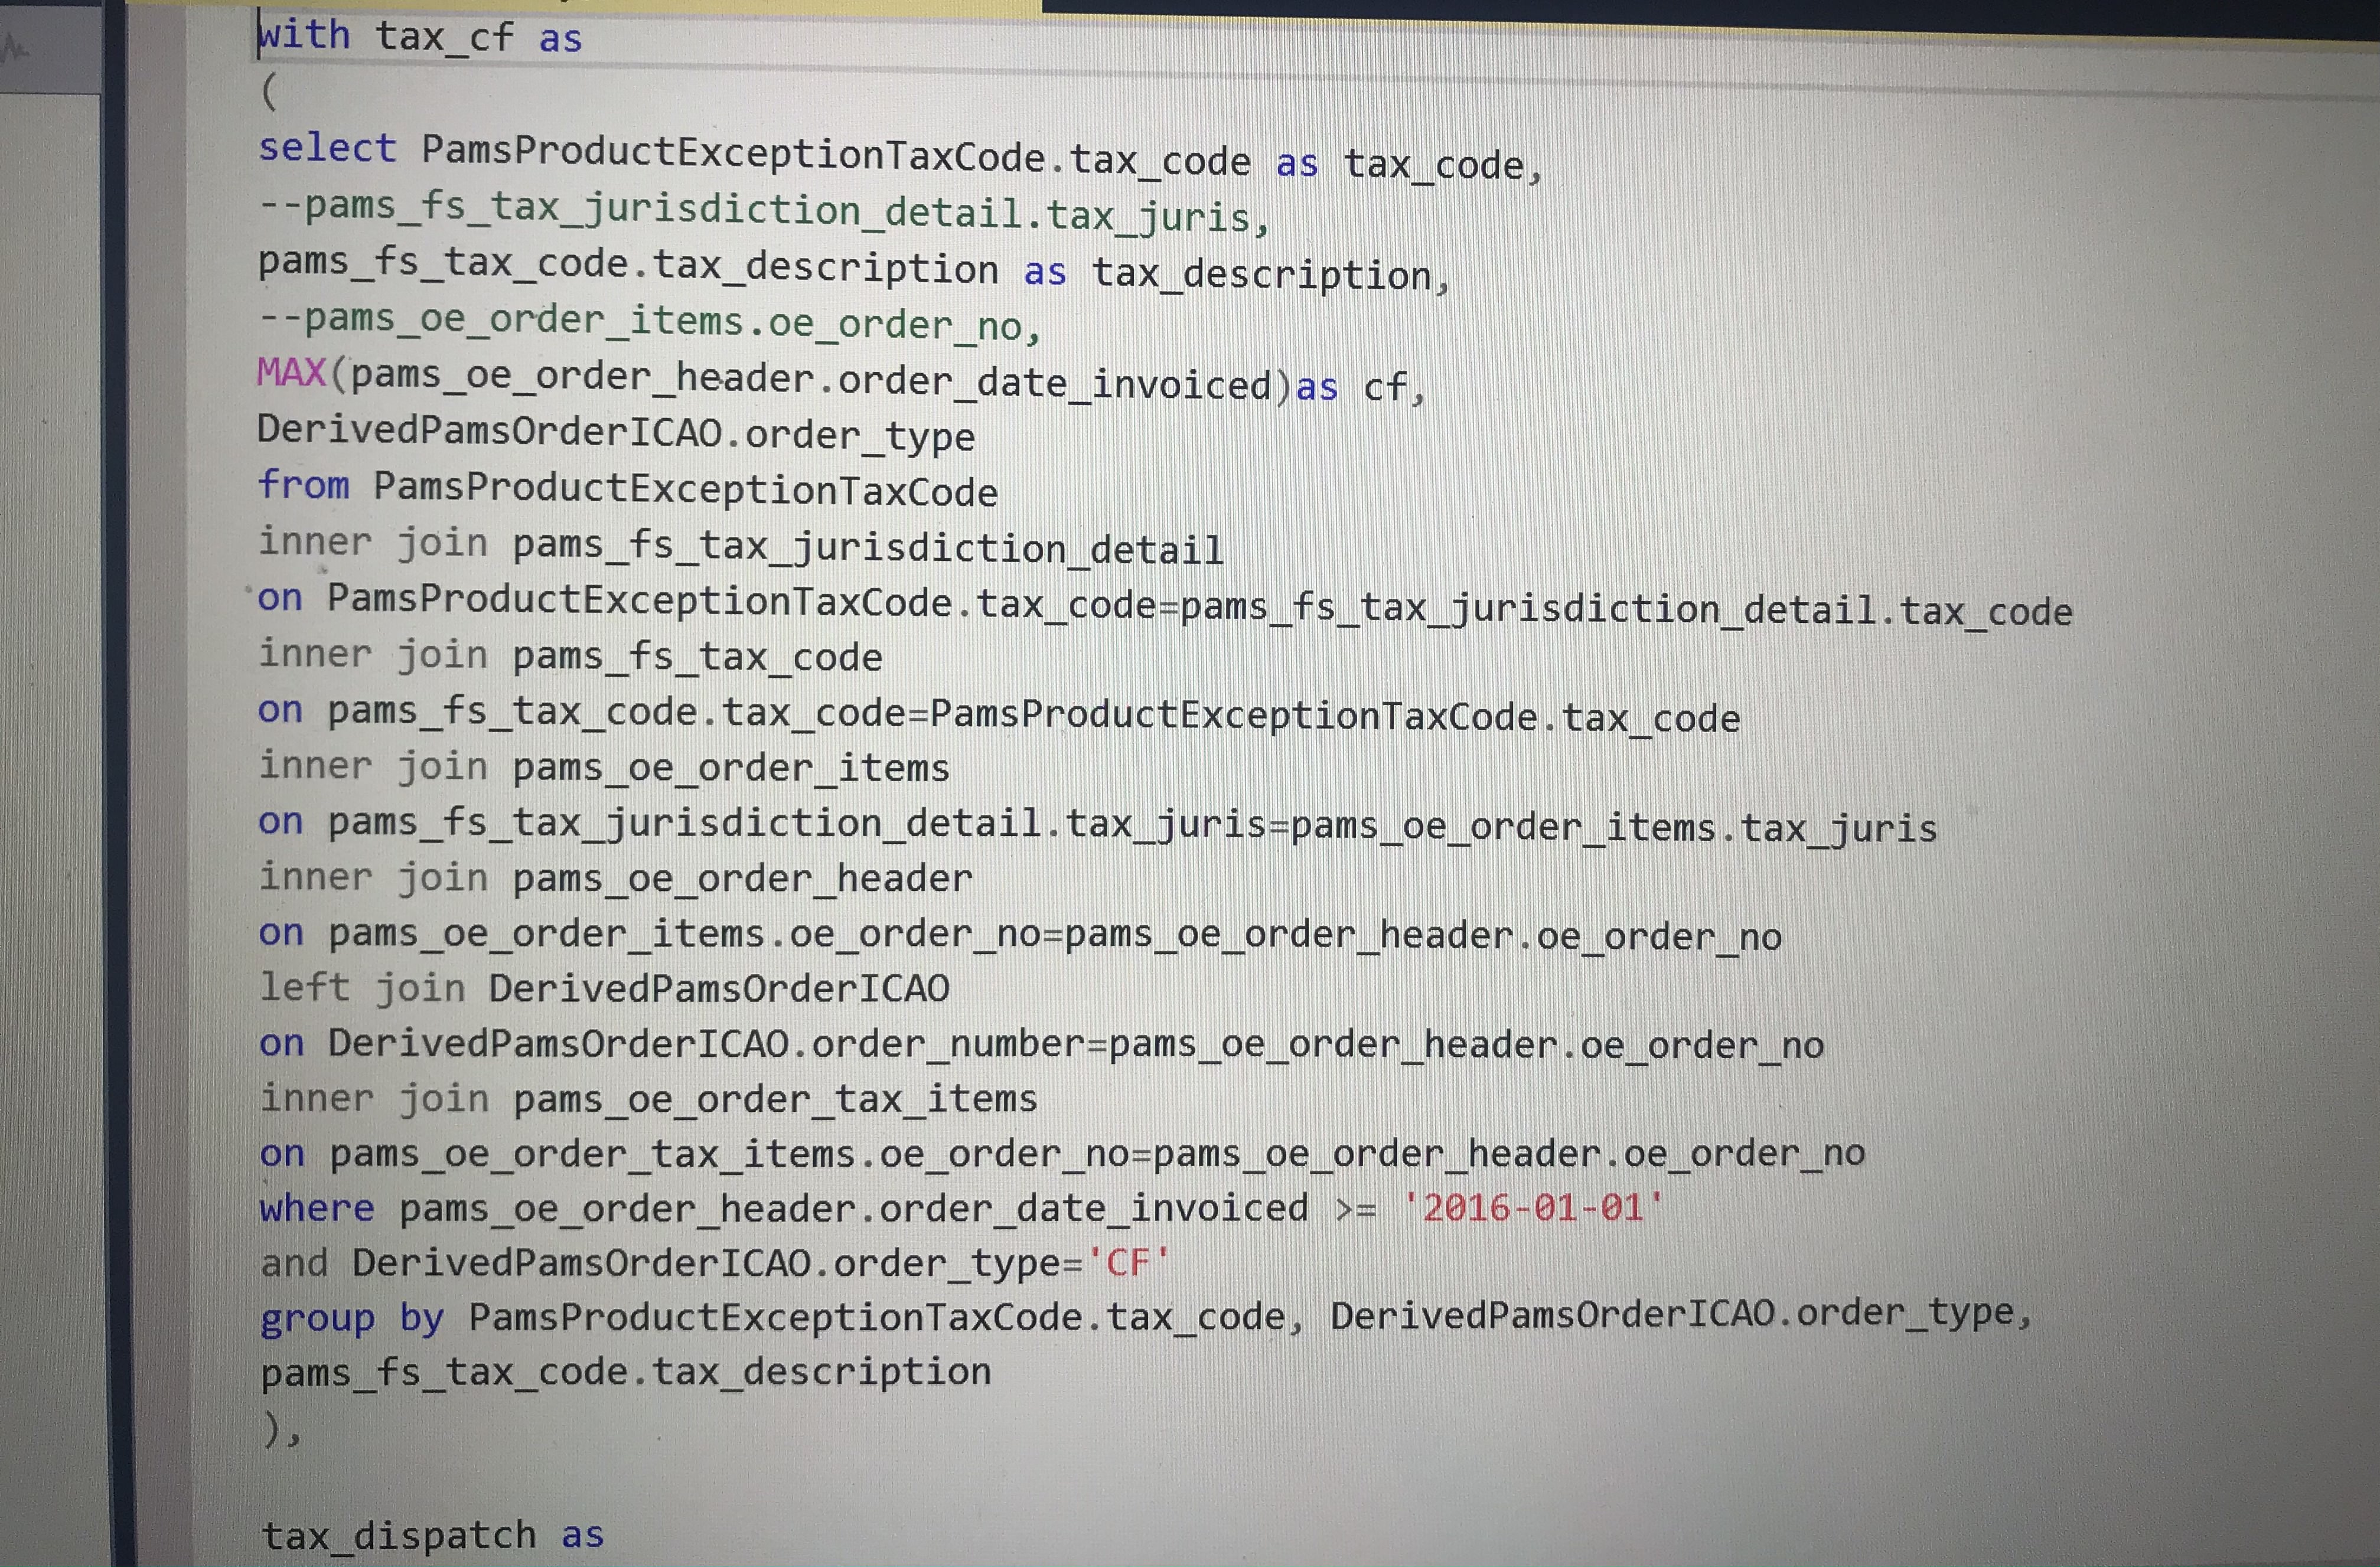 with tax_cf as
(
select PamsProductExceptionTaxCode.tax_code as tax_code,
--pams_fs_tax_jurisdiction_detail.tax_juris,
pams_fs_tax_code.tax_description as tax_description,
--pams_oe_order_items.oe_order_no,
MAX(pams_oe_order_header.order_date_invoiced)as cf,
DerivedPamsOrderICAO.order_type
from PamsProductExceptionTaxCode
inner join pams_fs_tax_jurisdiction_detail
on PamsProductExceptionTaxCode.tax_code=pams_fs_tax_jurisdiction_detail.tax_code
inner join pams_fs_tax_code
on pams_fs_tax_code.tax_code=PamsProductExceptionTaxCode.tax_code
inner join pams_oe_order_items
on pams_fs_tax_jurisdiction_detail.tax_juris=pams_oe_order_items.tax_juris
inner join pams_oe_order_header
on pams_oe_order_items.oe_order_no=pams_oe_order_header.oe_order_no
left join DerivedPamsOrderICAO
on DerivedPamsOrderICAO.order_number=pams_oe_order_header.oe_order_no
inner join pams_oe_order_tax_items
on pams_oe_order_tax_items.oe_order_no=pams_oe_order_header.oe_order_no
where pams_oe_order_header.order_date_invoiced >= '2016-01-01'
and DerivedPamsOrderICAO.order_type='CF'
group by PamsProductExceptionTaxCode.tax_code, DerivedPamsOrderICAO.order_type,
pams_fs_tax_code.tax_description
),
tax_dispatch as